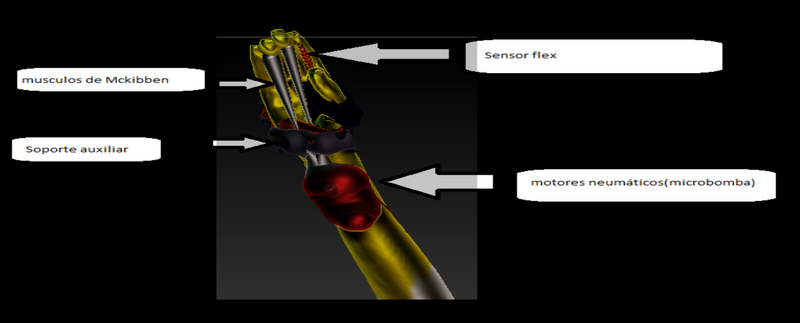 Sensor flex
musculos de Mckibben
Soporte auxiliar
motores neumáticos(microbomba)